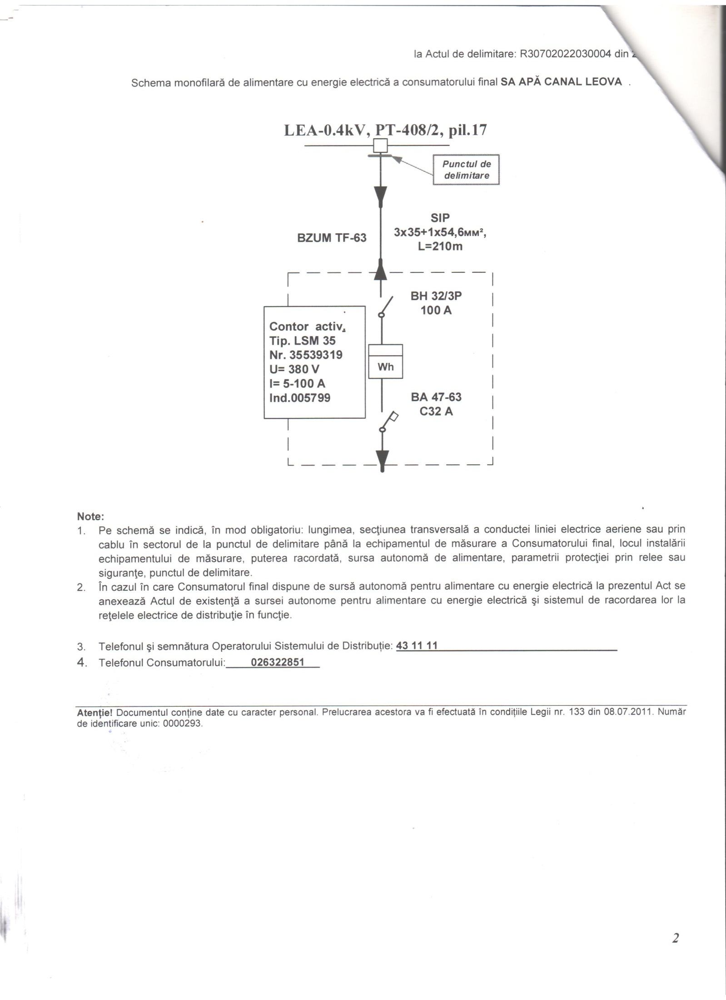 la Actul de delimitare: R30702022030004 din
Schema monofilară de alimentare cu energie electrică a consumatorului final SA APĂ CANAL LEOVA .
LEA-0.4kV, PT-408/2, pil.17
Punctul de
delimitare
SIP
3x35+1x54,6мм²,
L=210m
BZUM TF-63
BH 32/3P
100 A
Contor activ.
Tip. LSM 35
Nr. 35539319
U= 380 V
I= 5-100 A
Ind.005799
Wh
BA 47-63
C32 A
Note:
1. Pe schemă se indică, în mod obligatoriu: lungimea, secţiunea transversală a conductei liniei electrice aeriene sau prin
cablu în sectorul de la punctul de delimitare până la echipamentul de măsurare a Consumatorului final, locul instalării
echipamentului de măsurare, puterea racordată, sursa autonomă de alimentare, parametrii protecţiei prin relee sau
siguranţe, punctul de delimitare.
2. În cazul în care Consumatorul final dispune de sursă autonomă pentru alimentare cu energie electrică la prezentul Act se
anexează Actul de existenţă a sursei autonome pentru alimentare cu energie electrică şi sistemul de racordarea lor la
reţelele electrice de distribuţie în funcţie.
3. Telefonul şi semnătura Operatorului Sistemului de Distribuție: 43 11 11
4. Telefonul Consumatorului: 026322851
Atenție! Documentul conține date cu caracter personal. Prelucrarea acestora va fi efectuată în condițiile Legii nr. 133 din 08.07.2011. Număr
de identificare unic: 0000293.
2